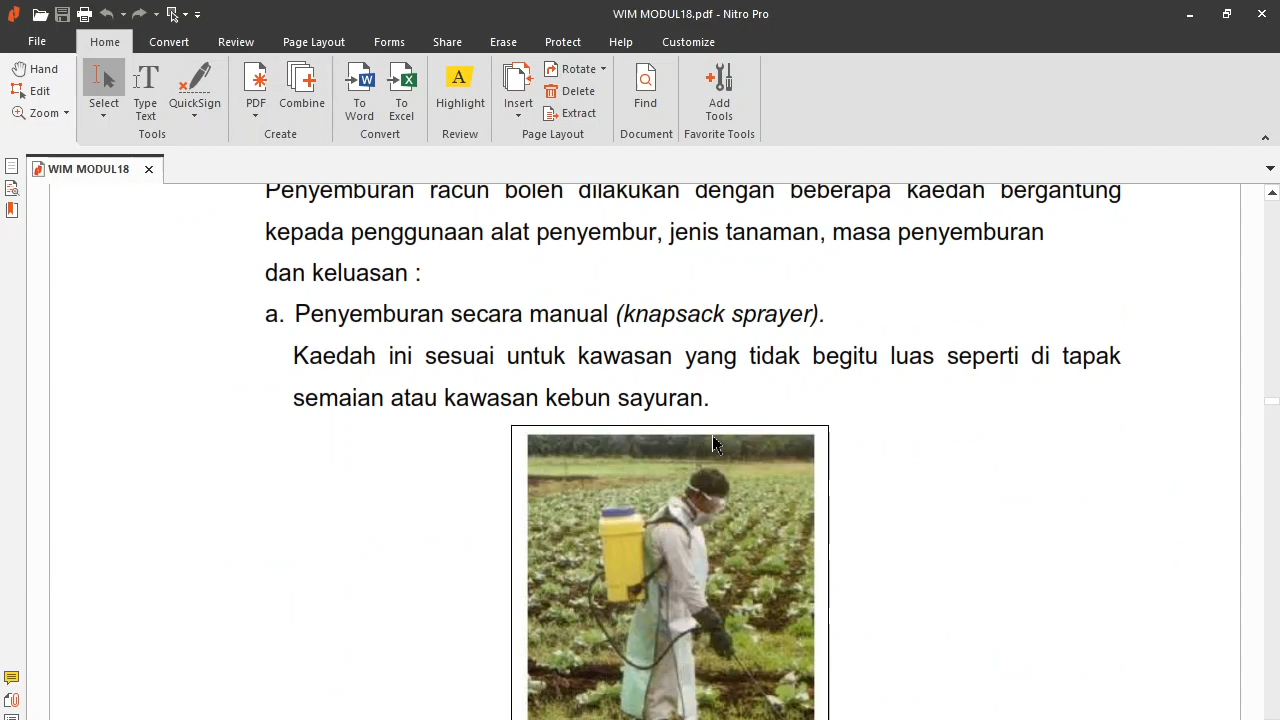 WIM MODUL18.pdf - Nitro Pro
File Home Convert Review Page Layout Forms Share Erase Protect Help Customize
Hand
Edit
Zoom
Select
Type Text
QuickSign
Tools
PDF
Combine
Create
To Word
To Excel
Convert
Highlight
Review
Insert
Rotate
Delete
Extract
Page Layout
Find
Document
Add Tools
Favorite Tools
WIM MODUL18
Penyemburan racun boleh dilakukan dengan beberapa kaedah bergantung
kepada penggunaan alat penyembur, jenis tanaman, masa penyemburan
dan keluasan :
a. Penyemburan secara manual (knapsack sprayer).
Kaedah ini sesuai untuk kawasan yang tidak begitu luas seperti di tapak
semaian atau kawasan kebun sayuran.